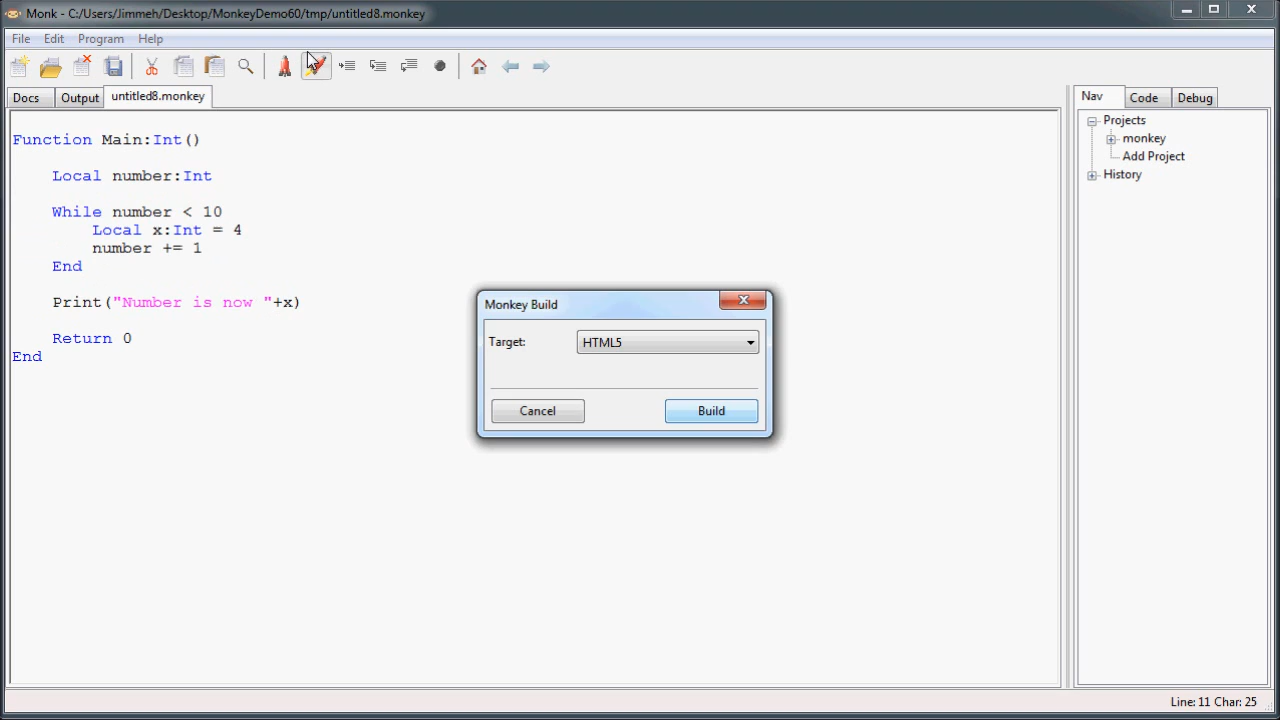 Monk - C:/Users/Jimmeh/Desktop/MonkeyDemo60/tmp/untitled8.monkey
File Edit Program Help
Docs Output untitled8.monkey
Function Main:Int()
Local number:Int
While number < 10
Local x:Int = 4
number += 1
End
Print("Number is now "+x)
Return 0
End
Monkey Build
Target: HTML5
Cancel Build
Nav Code Debug
Projects
monkey
Add Project
History
Line: 11 Char: 25